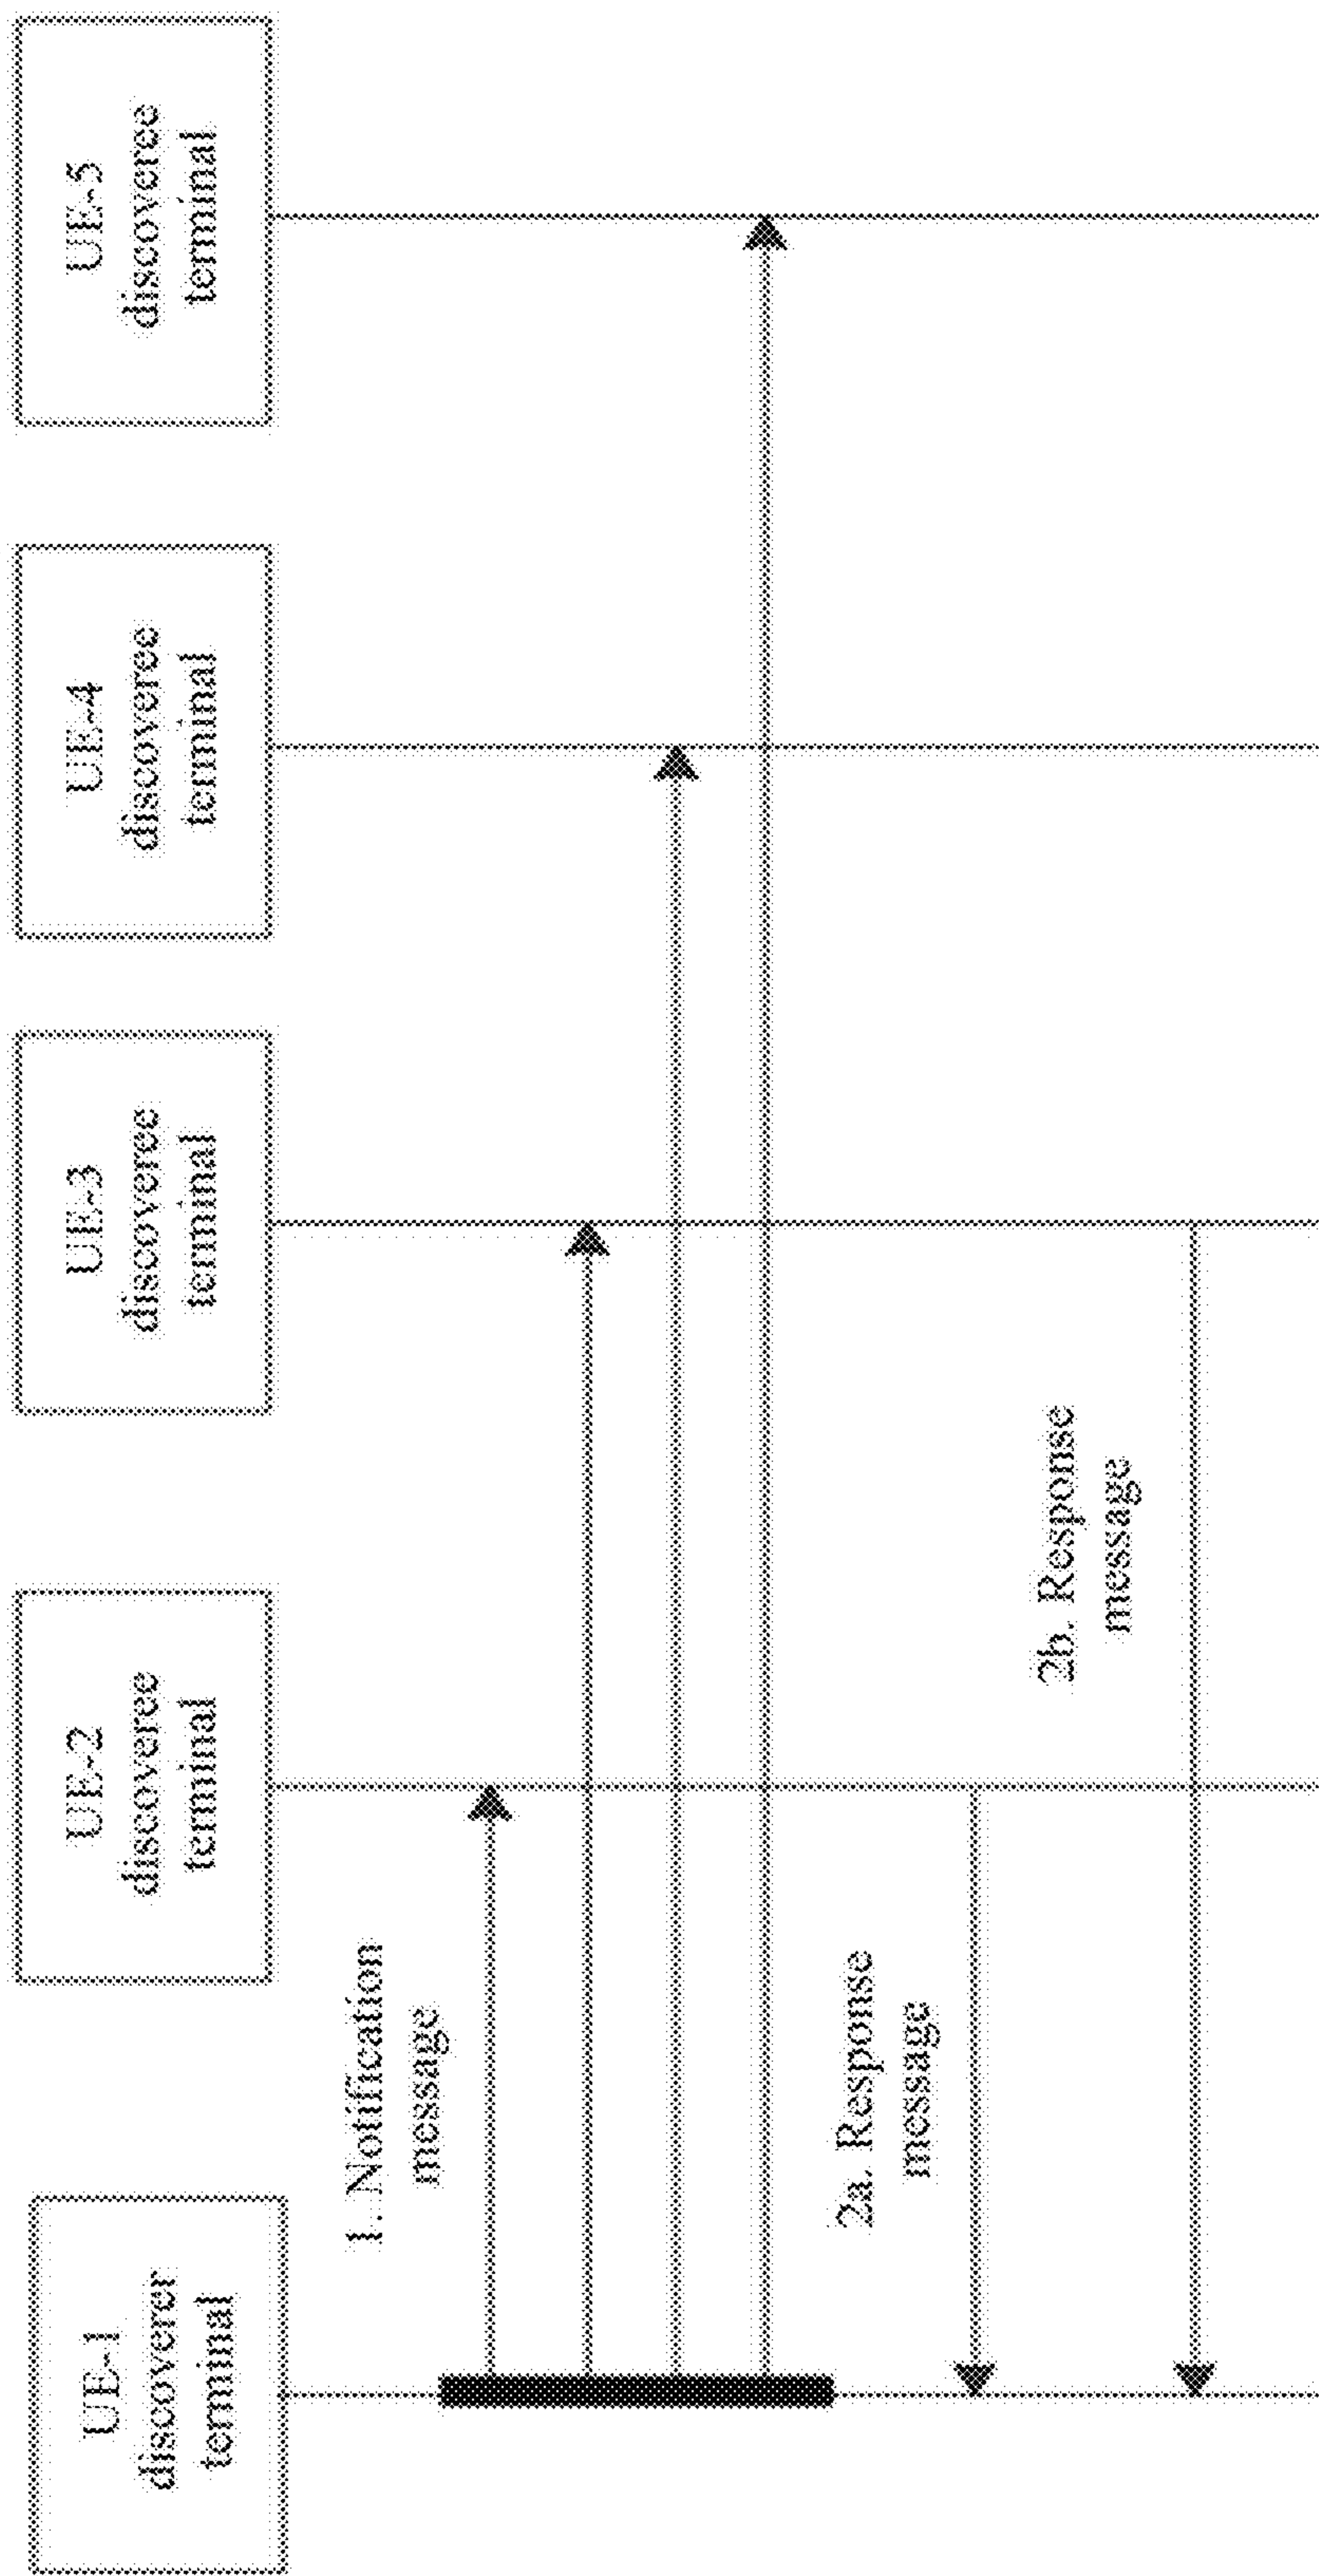 UE-1
discoverer
terminal
UE-2
discoveree
terminal
UE-3
discoveree
terminal
UE-4
discoveree
terminal
UE-5
discoveree
terminal
1. Notification
message
2a. Response
message
2b. Response
message